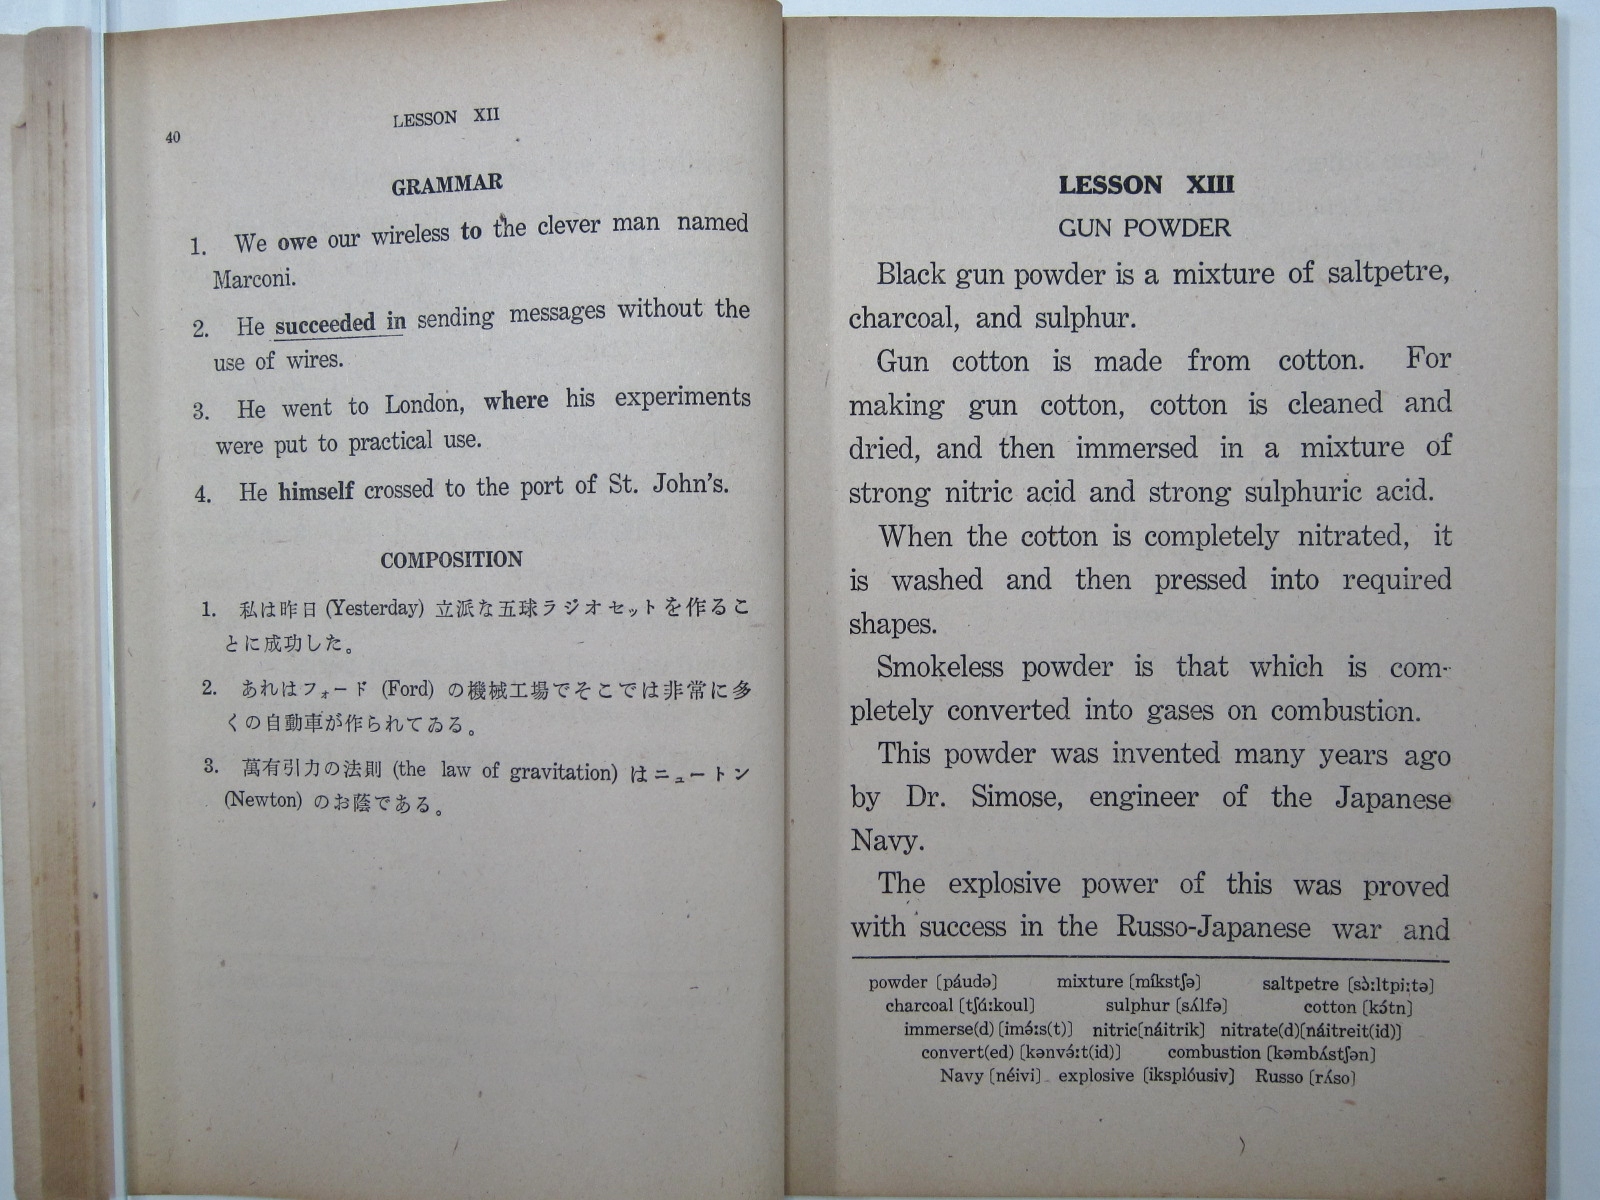 40
LESSON XII
GRAMMAR
1. We owe our wireless to the clever man named
Marconi.
2. He succeeded in sending messages without the
use of wires.
3. He went to London, where his experiments
were put to practical use.
4. He himself crossed to the port of St. John's.
COMPOSITION
1. 私は昨日 (Yesterday) 立派な五球ラジオセットを作るこ
とに成功した。
2. あれはフォード (Ford) の機械工場でそこでは非常に多
くの自動車が作られてゐる。
3. 萬有引力の法則 (the law of gravitation) はニュートン
(Newton) のお蔭である。
LESSON XIII
GUN POWDER
Black gun powder is a mixture of saltpetre,
charcoal, and sulphur.
Gun cotton is made from cotton. For
making gun cotton, cotton is cleaned and
dried, and then immersed in a mixture of
strong nitric acid and strong sulphuric acid.
When the cotton is completely nitrated, it
is washed and then pressed into required
shapes.
Smokeless powder is that which is com-
pletely converted into gases on combustion.
This powder was invented many years ago
by Dr. Simose, engineer of the Japanese
Navy.
The explosive power of this was proved
with success in the Russo-Japanese war and
powder [páudə] mixture [míkstʃə] saltpetre [sɔ̀:ltpi:tə]
charcoal [tʃá:koul] sulphur [sʌ́lfə] cotton [kɔ́tn]
immerse(d) [imə́:s(t)] nitric[náitrik] nitrate(d)[náitreit(id)]
convert(ed) [kənvə́:t(id)] combustion [kəmbʌ́stʃən]
Navy [néivi] explosive [iksplóusiv] Russo [rʌ́so]